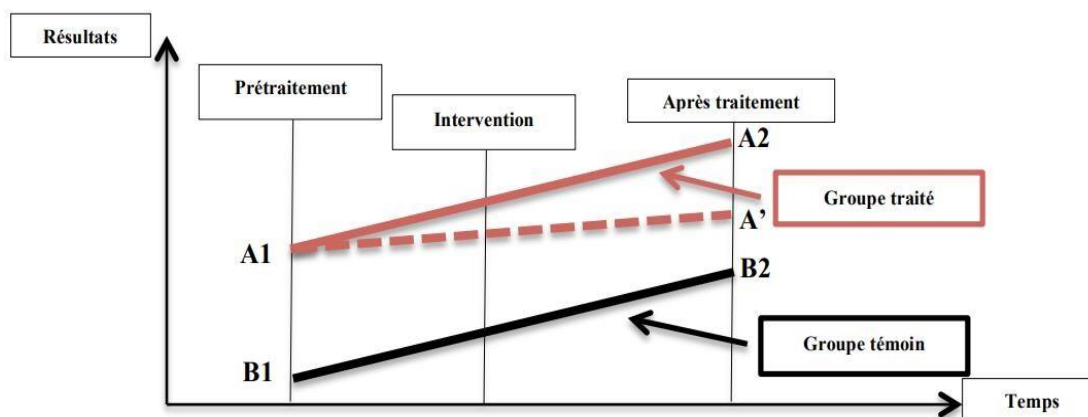 Résultats
Prétraitement
Intervention
Après traitement
A2
Groupe traité
A’
A1
B2
Groupe témoin
B1
Temps